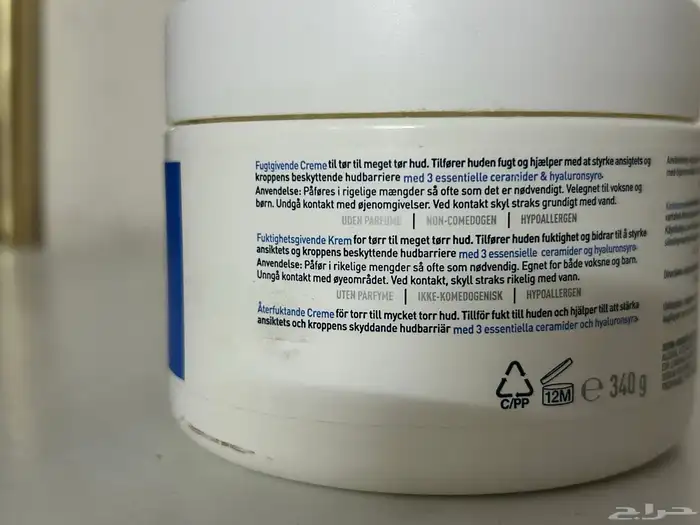 Fugtgivende Creme til tør til meget tør hud. Tilfører huden fugt og hjælper med at styrke ansigtets og
kroppens beskyttende hudbarriere med 3 essentielle ceramider & hyaluronsyre.
Anvendelse: Påføres i rigelige mængder så ofte som det er nødvendigt. Velegnet til voksne og
børn. Undgå kontakt med øjenomgivelser. Ved kontakt skyl straks grundigt med vand.
UDEN PARFUME | NON-COMEDOGEN | HYPOALLERGEN
Fuktighetsgivende Krem for tørr til meget tørr hud. Tilfører huden fuktighet og bidrar til å styrke
ansiktets og kroppens beskyttende hudbarriere med 3 essensielle ceramider og hyaluronsyre.
Anvendelse: Påfør i rikelige mengder så ofte som nødvendig. Egnet for både voksne og barn.
Unngå kontakt med øyeområdet. Ved kontakt, skyll straks rikelig med vann.
UTEN PARFYME | IKKE-KOMEDOGENISK | HYPOALLERGEN
Återfuktande Creme för torr till mycket torr hud. Tillför fukt till huden och hjälper till att stärka
ansiktets och kroppens skyddande hudbarriär med 3 essentiella ceramider och hyaluronsyra.
C/PP 12M e 340 g
حراج